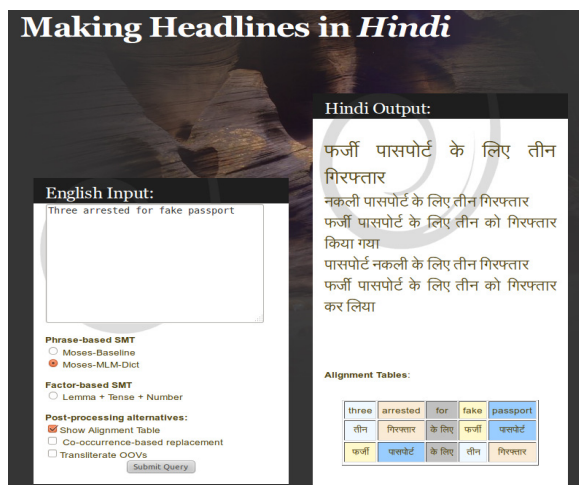 Making Headlines in Hindi
English Input:
Three arrested for fake passport
Phrase-based SMT
Moses-Baseline
Moses-MLM-Dict
Factor-based SMT
Lemma + Tense + Number
Post-processing alternatives:
Show Alignment Table
Co-occurrence-based replacement
Transliterate OOVs
Submit Query
Hindi Output:
फर्जी पासपोर्ट के लिए तीन
गिरफ्तार
नकली पासपोर्ट के लिए तीन गिरफ्तार
फर्जी पासपोर्ट के लिए तीन को गिरफ्तार
किया गया
पासपोर्ट नकली के लिए तीन गिरफ्तार
फर्जी पासपोर्ट के लिए तीन को गिरफ्तार
कर लिया
Alignment Tables:
three arrested for fake passport
तीन गिरफ्तार के लिए फर्जी पासपोर्ट
फर्जी पासपोर्ट के लिए तीन गिरफ्तार